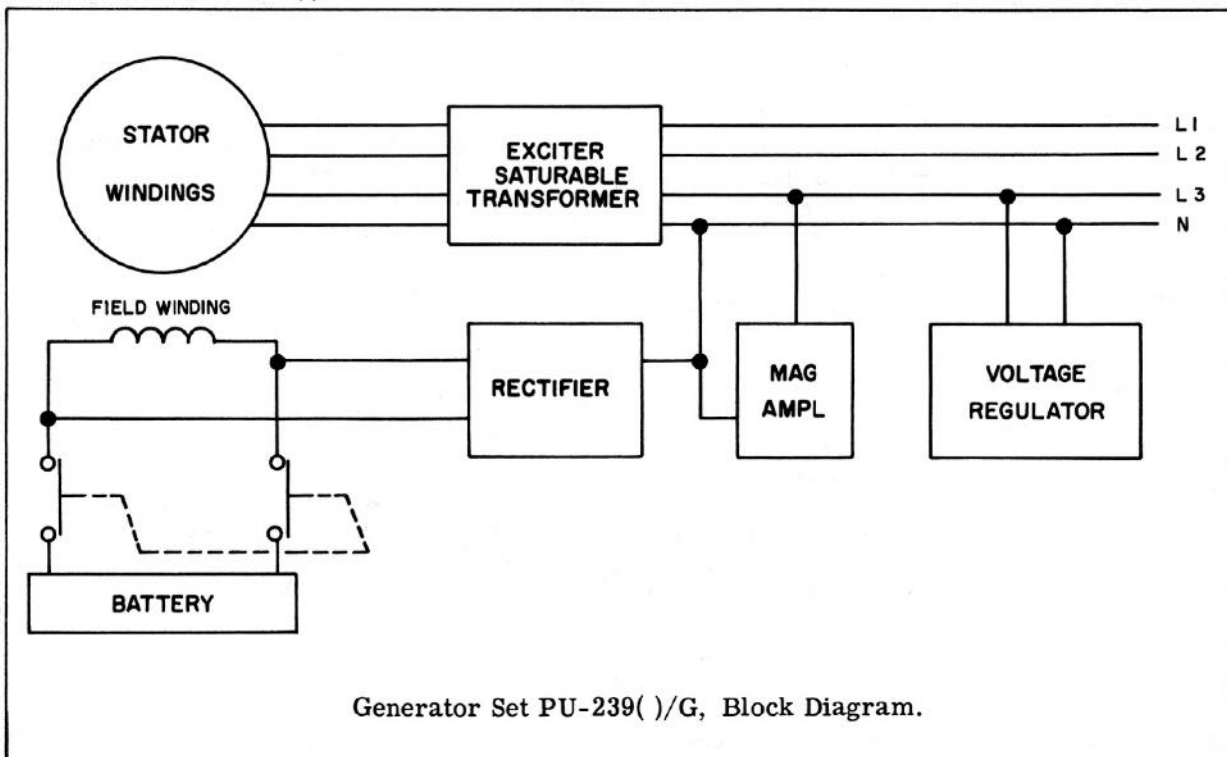 STATOR
WINDINGS
EXCITER
SATURABLE
TRANSFORMER
L1
L2
L3
N
FIELD WINDING
RECTIFIER
MAG
AMPL
VOLTAGE
REGULATOR
BATTERY
Generator Set PU-239( )/G, Block Diagram.